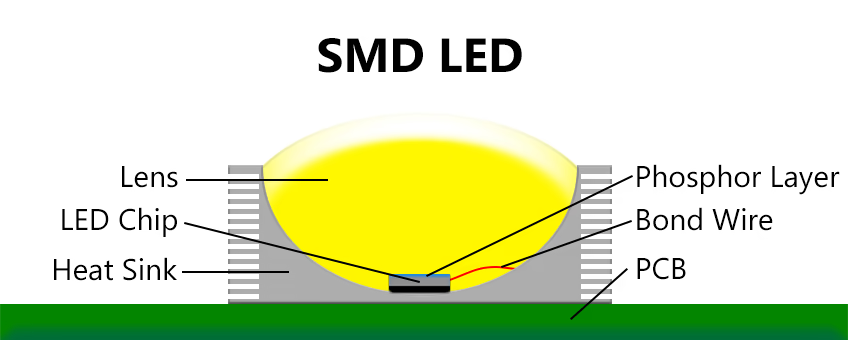 SMD LED
Lens
LED Chip
Heat Sink
Phosphor Layer
Bond Wire
PCB